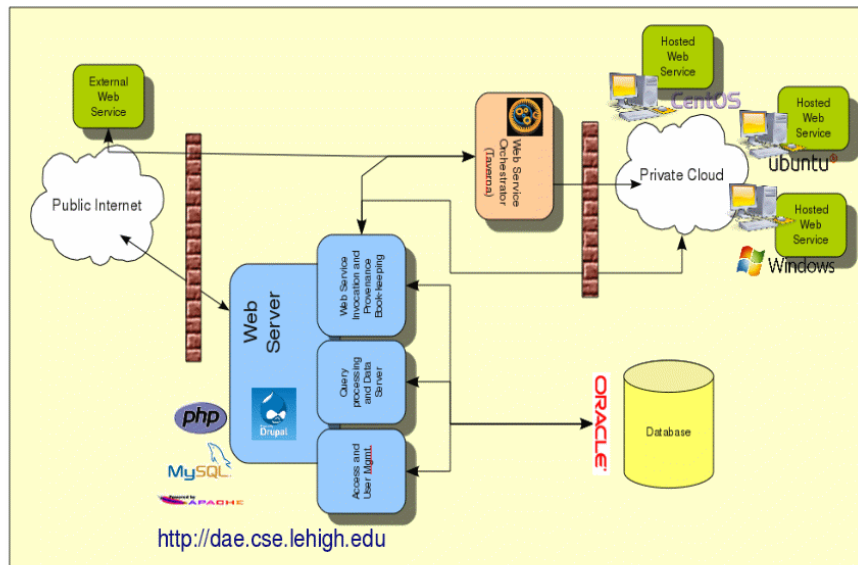 External
Web
Service
Public Internet
Web Service
Orchestrator
(Taverna)
Hosted
Web
Service
CentOS
Hosted
Web
Service
ubuntu®
Private Cloud
Hosted
Web
Service
Windows
Web
Server
Web Service
Invocation and
Provenance
Book-keeping
Query
processing
and Data
Server
Access and
User Mgmt.
Drupal
php
MySQL
Powered by
APACHE
ORACLE
Database
http://dae.cse.lehigh.edu